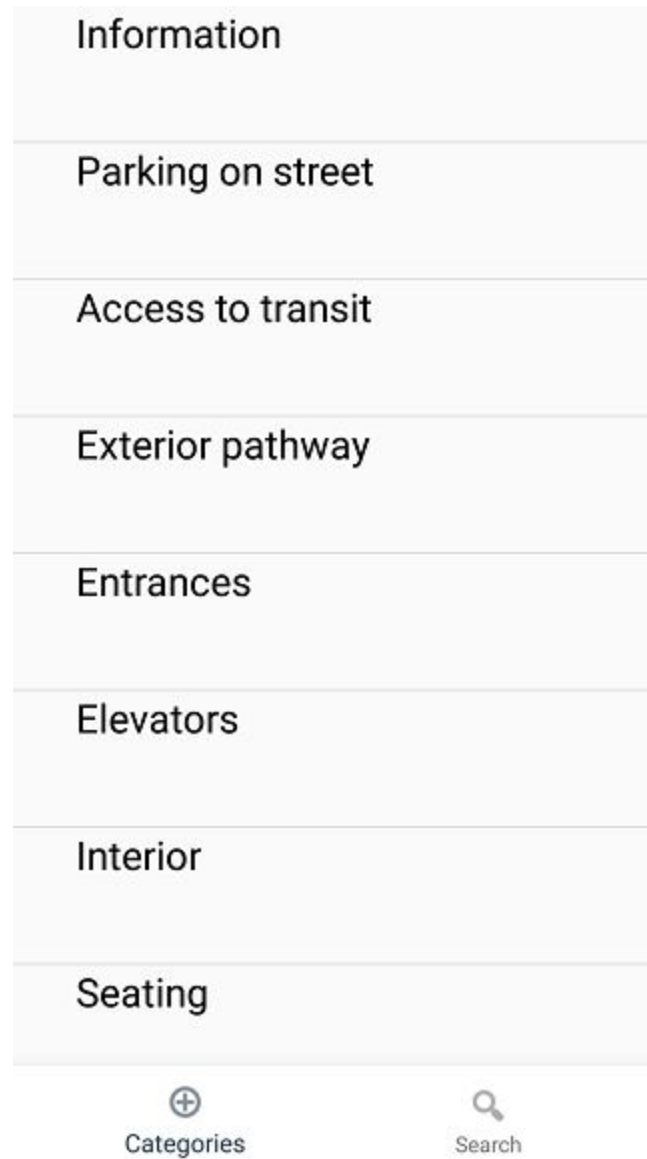 Information
Parking on street
Access to transit
Exterior pathway
Entrances
Elevators
Interior
Seating
Categories
Search